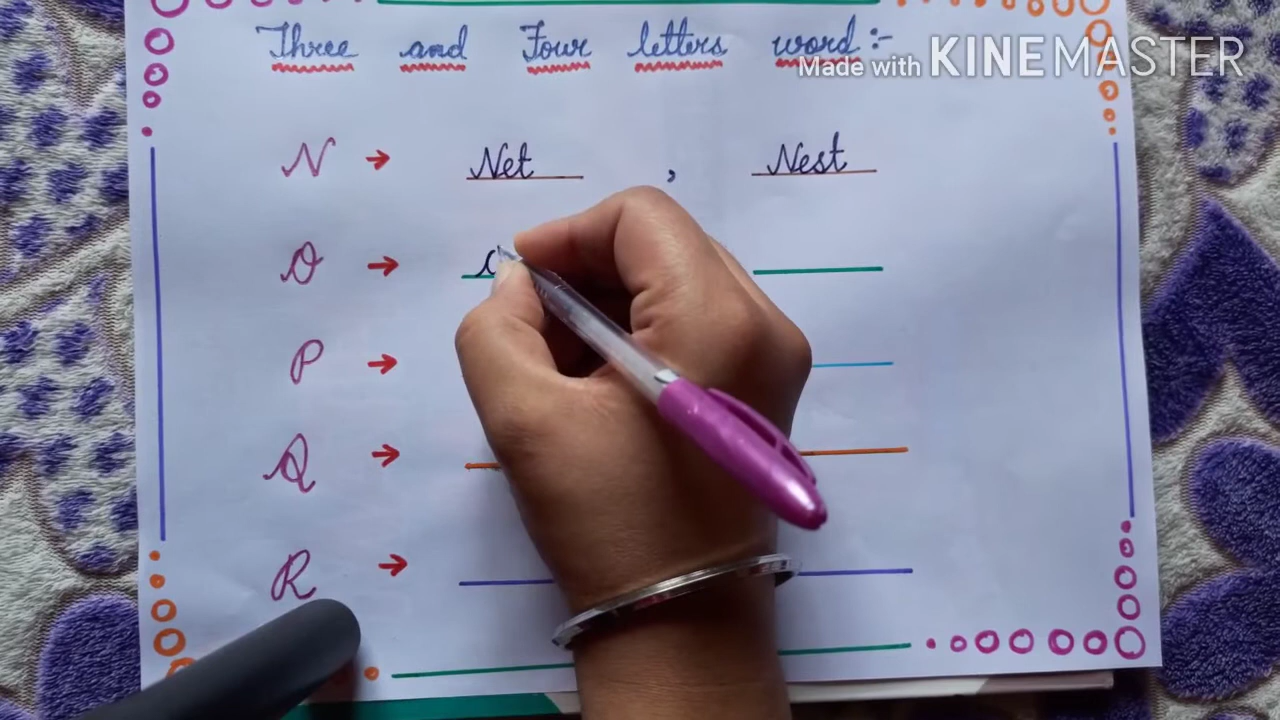 Three and Four letters word:-
Made with KINEMASTER
N → Net , Nest
O →
P →
Q →
R →